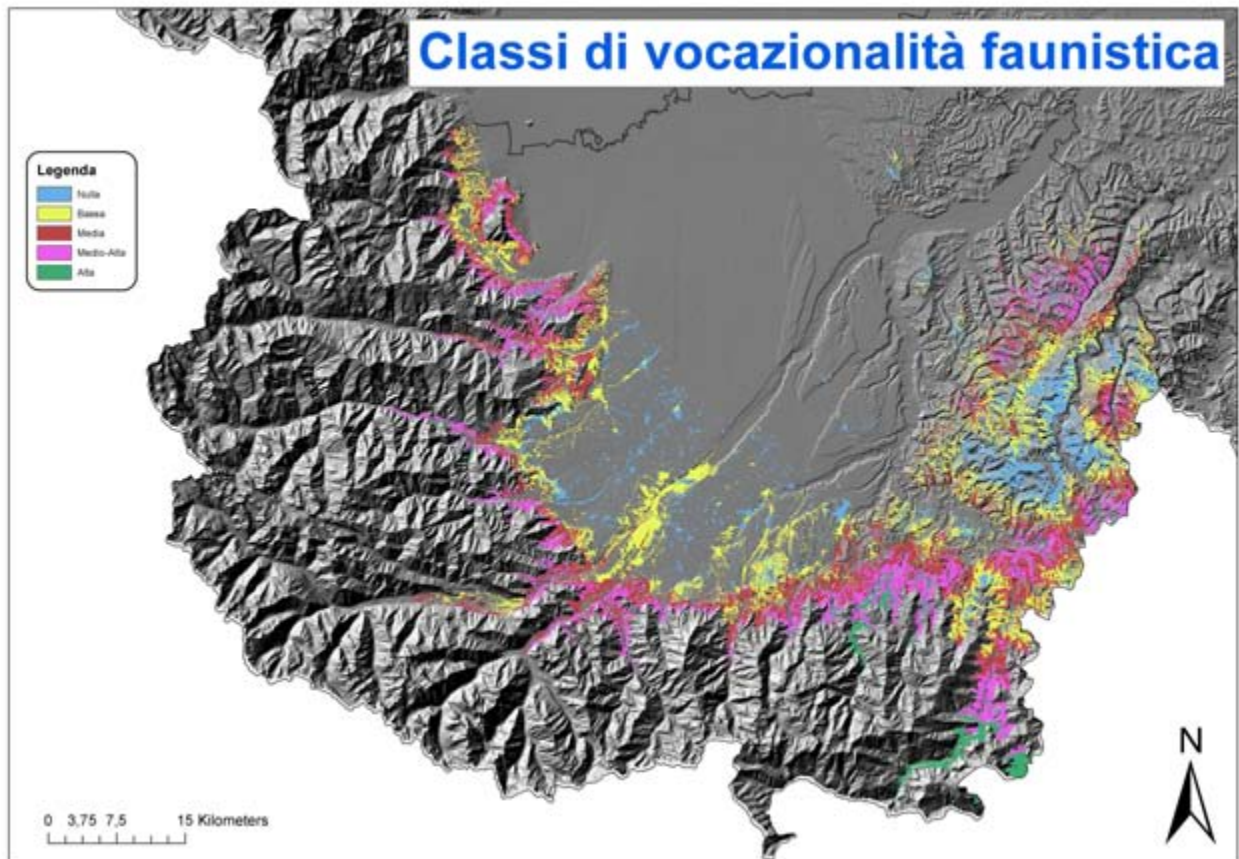 Classi di vocazionalità faunistica
Legenda
Nulla
Bassa
Media
Medio-Alta
Alta
N
0 3,75 7,5 15 Kilometers